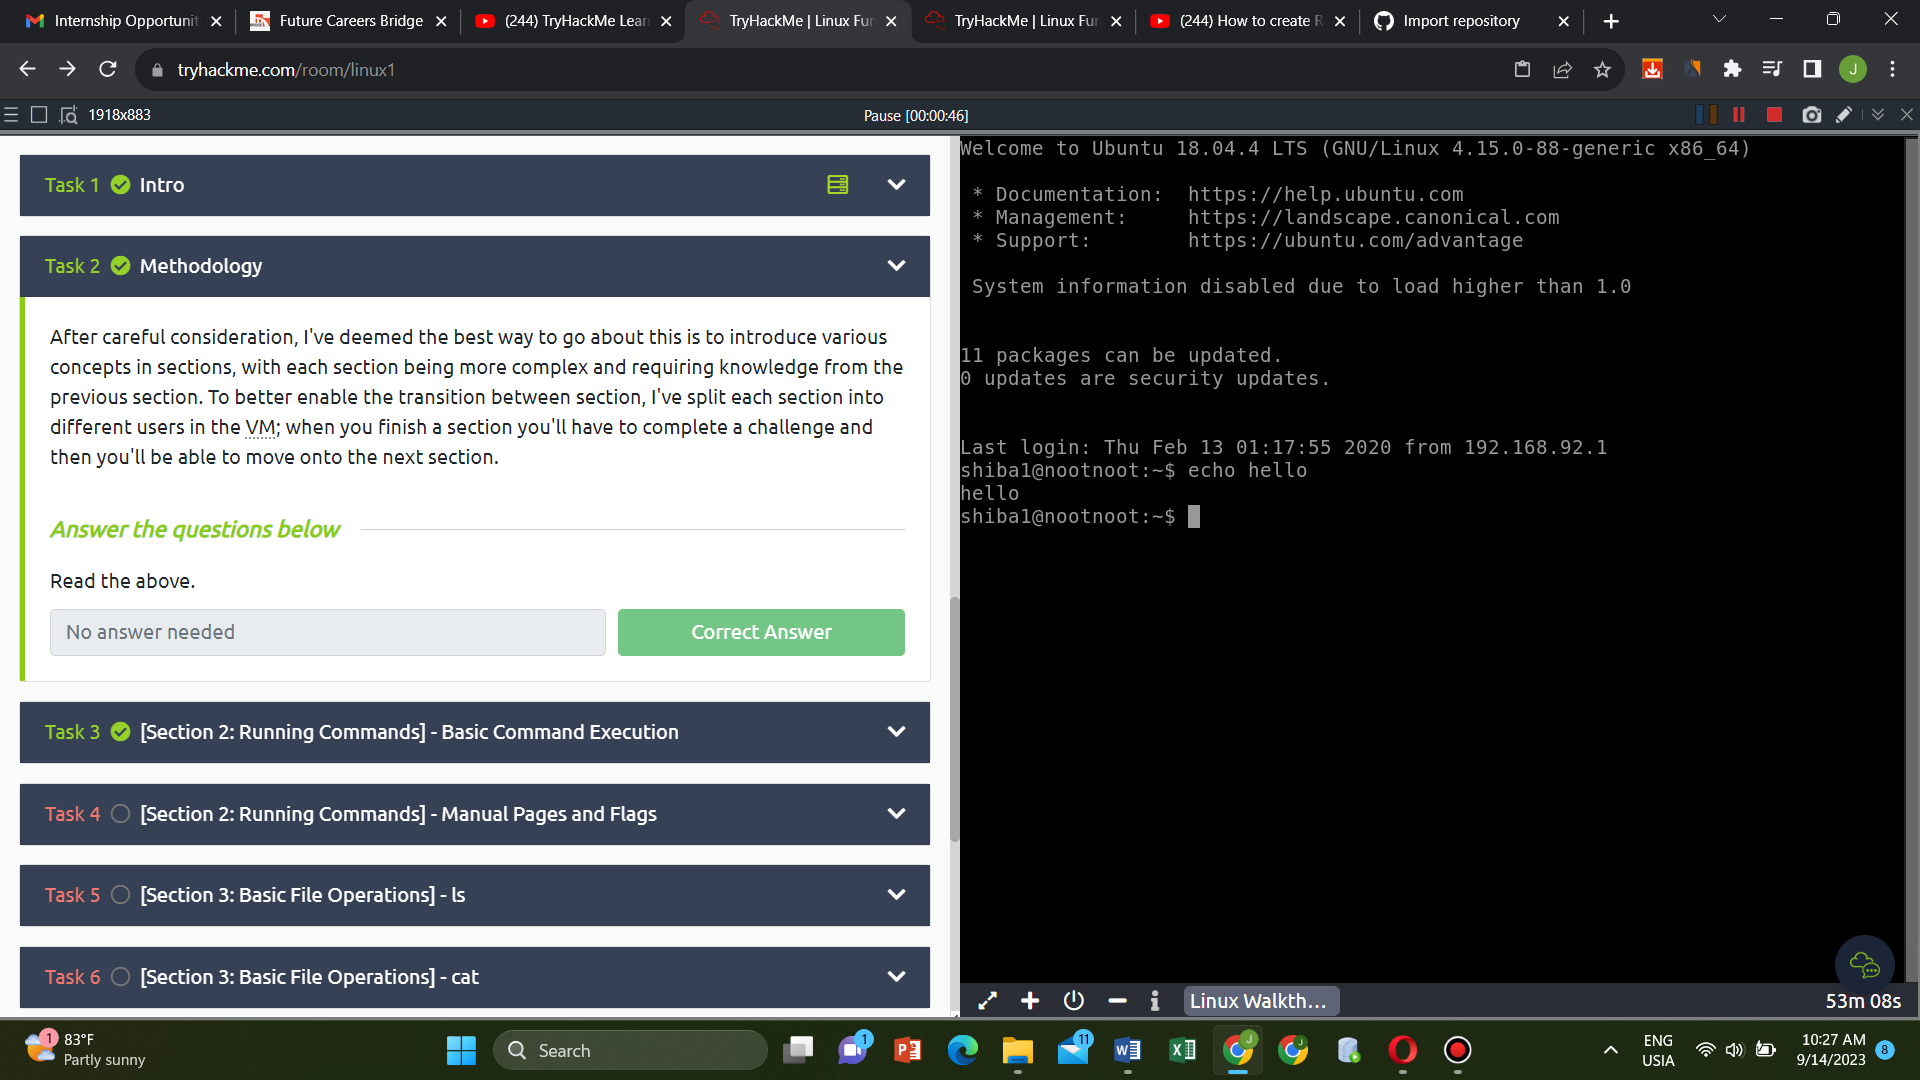 Internship Opportunit
Future Careers Bridge
(244) TryHackMe Lear
TryHackMe | Linux Fur
TryHackMe | Linux Fur
(244) How to create R
Import repository
tryhackme.com/room/linux1
J
1918x883
Pause [00:00:46]
Task 1 Intro
Task 2 Methodology
After careful consideration, I've deemed the best way to go about this is to introduce various
concepts in sections, with each section being more complex and requiring knowledge from the
previous section. To better enable the transition between section, I've split each section into
different users in the VM; when you finish a section you'll have to complete a challenge and
then you'll be able to move onto the next section.
Answer the questions below
Read the above.
No answer needed
Correct Answer
Task 3 [Section 2: Running Commands] - Basic Command Execution
Task 4 [Section 2: Running Commands] - Manual Pages and Flags
Task 5 [Section 3: Basic File Operations] - ls
Task 6 [Section 3: Basic File Operations] - cat
Welcome to Ubuntu 18.04.4 LTS (GNU/Linux 4.15.0-88-generic x86_64)
* Documentation: https://help.ubuntu.com
* Management: https://landscape.canonical.com
* Support: https://ubuntu.com/advantage
System information disabled due to load higher than 1.0
11 packages can be updated.
0 updates are security updates.
Last login: Thu Feb 13 01:17:55 2020 from 192.168.92.1
shiba1@nootnoot:~$ echo hello
hello
shiba1@nootnoot:~$
Linux Walkth...
53m 08s
1
83°F
Partly sunny
Search
1
11
J
J
ENG
USIA
10:27 AM
9/14/2023
8